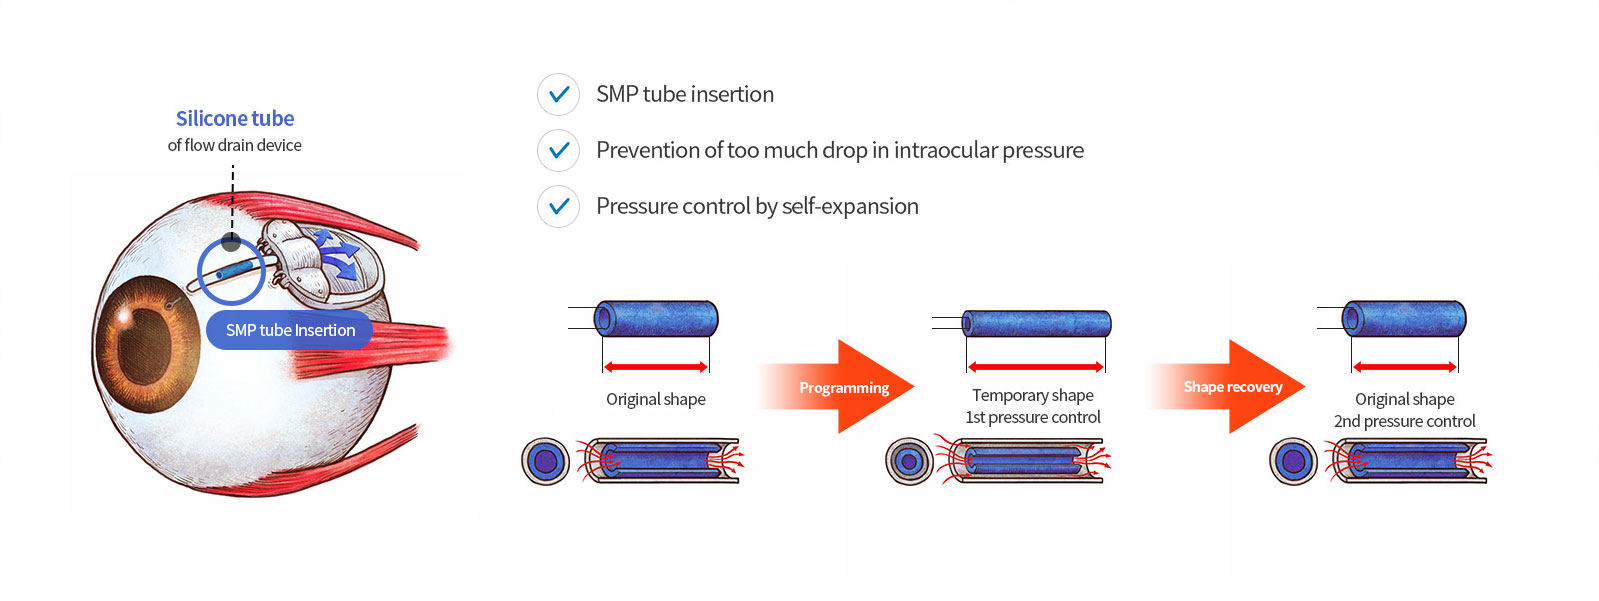 Silicone tube
of flow drain device
SMP tube Insertion
SMP tube insertion
Prevention of too much drop in intraocular pressure
Pressure control by self-expansion
Original shape
Programming
Temporary shape
1st pressure control
Shape recovery
Original shape
2nd pressure control